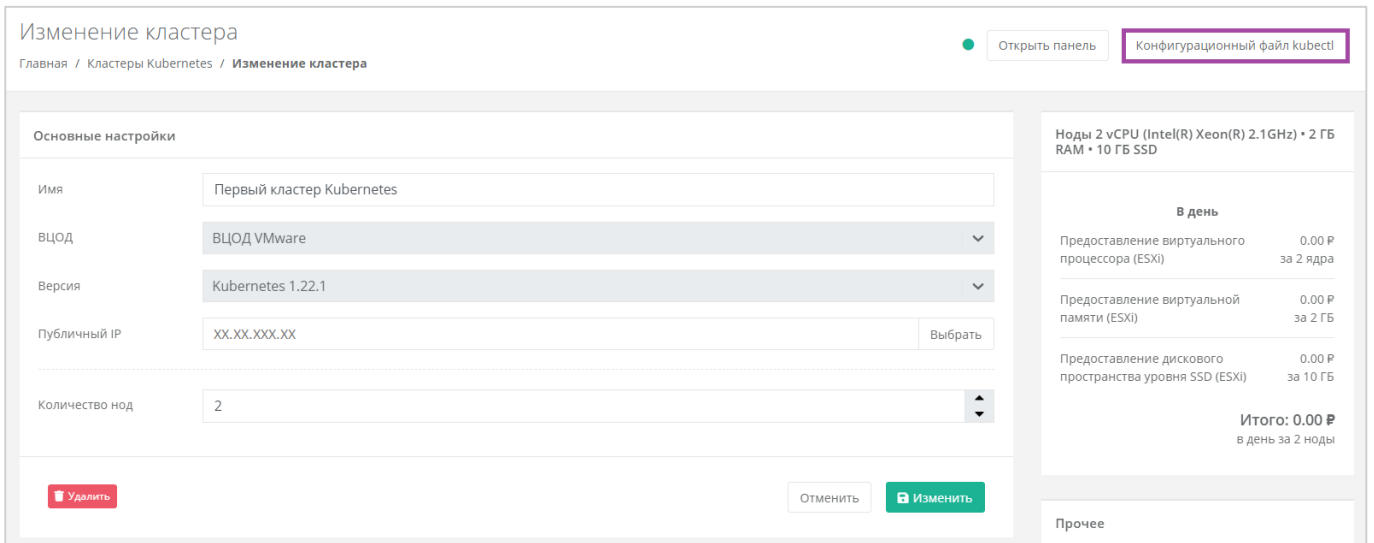 Изменение кластера
Главная / Кластеры Kubernetes / Изменение кластера
Открыть панель
Конфигурационный файл kubectl
Основные настройки
Имя
Первый кластер Kubernetes
ВЦОД
ВЦОД VMware
Версия
Kubernetes 1.22.1
Публичный IP
XX.XX.XXX.XX
Выбрать
Количество нод
2
Удалить
Отменить
Изменить
Ноды 2 vCPU (Intel(R) Xeon(R) 2.1GHz) • 2 ГБ
RAM • 10 ГБ SSD
В день
Предоставление виртуального 0.00 ₽
процессора (ESXi) за 2 ядра
Предоставление виртуальной 0.00 ₽
памяти (ESXi) за 2 ГБ
Предоставление дискового 0.00 ₽
пространства уровня SSD (ESXi) за 10 ГБ
Итого: 0.00 ₽
в день за 2 ноды
Прочее